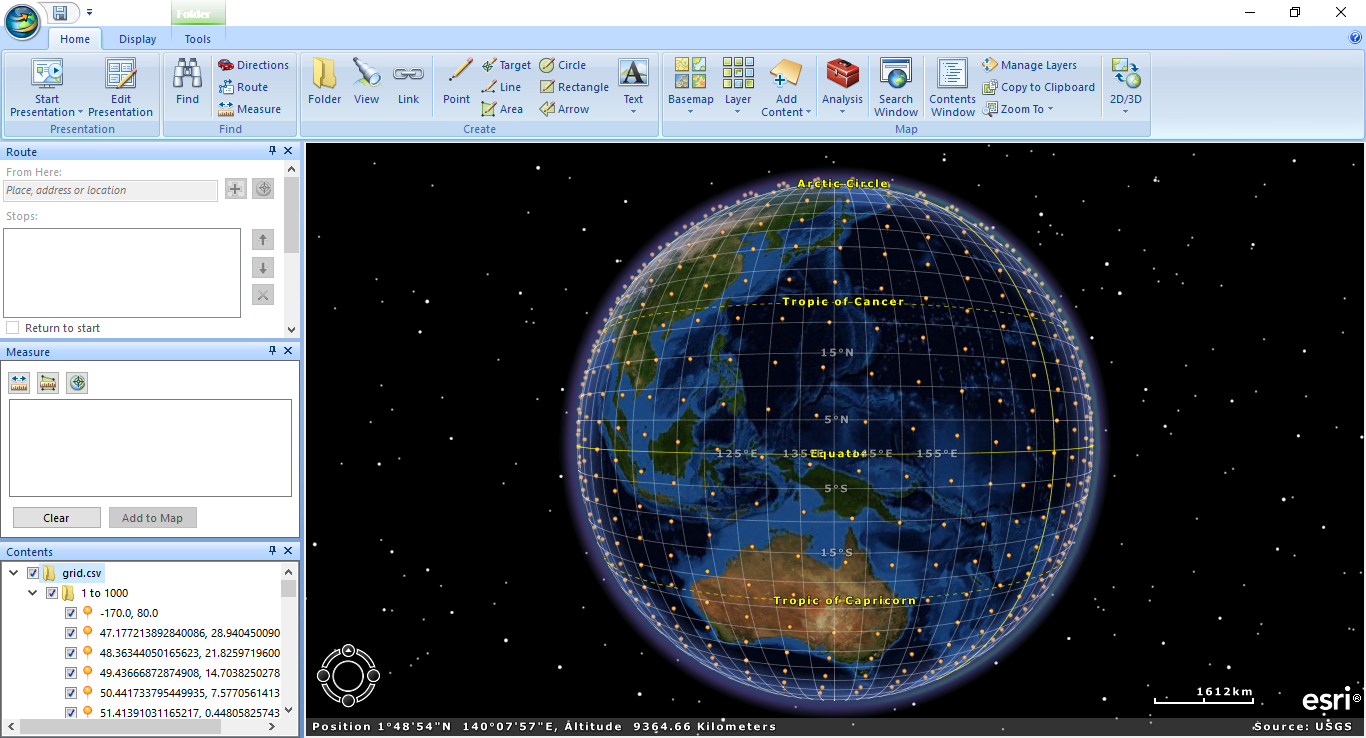 Folder
Home Display Tools
Start Presentation
Edit Presentation
Presentation
Find
Directions
Route
Measure
Find
Folder
View
Link
Point
Target
Line
Area
Circle
Rectangle
Arrow
Text
Create
Basemap
Layer
Add Content
Analysis
Search Window
Contents Window
Manage Layers
Copy to Clipboard
Zoom To
2D/3D
Map
Route
From Here:
Place, address or location
Stops:
Return to start
Measure
Clear Add to Map
Contents
grid.csv
1 to 1000
-170.0, 80.0
47.177213892840086, 28.940450090
48.36344050165623, 21.8259719600
49.43666872874908, 14.7038250278
50.441733795449935, 7.5770561413
51.41391031165217, 0.44805825743
Arctic Circle
Tropic of Cancer
15°N
5°N
125°E 135°E Equator 145°E 155°E
5°S
15°S
Tropic of Capricorn
1612km
esri®
Position 1°48'54"N 140°07'57"E, Altitude 9364.66 Kilometers
Source: USGS